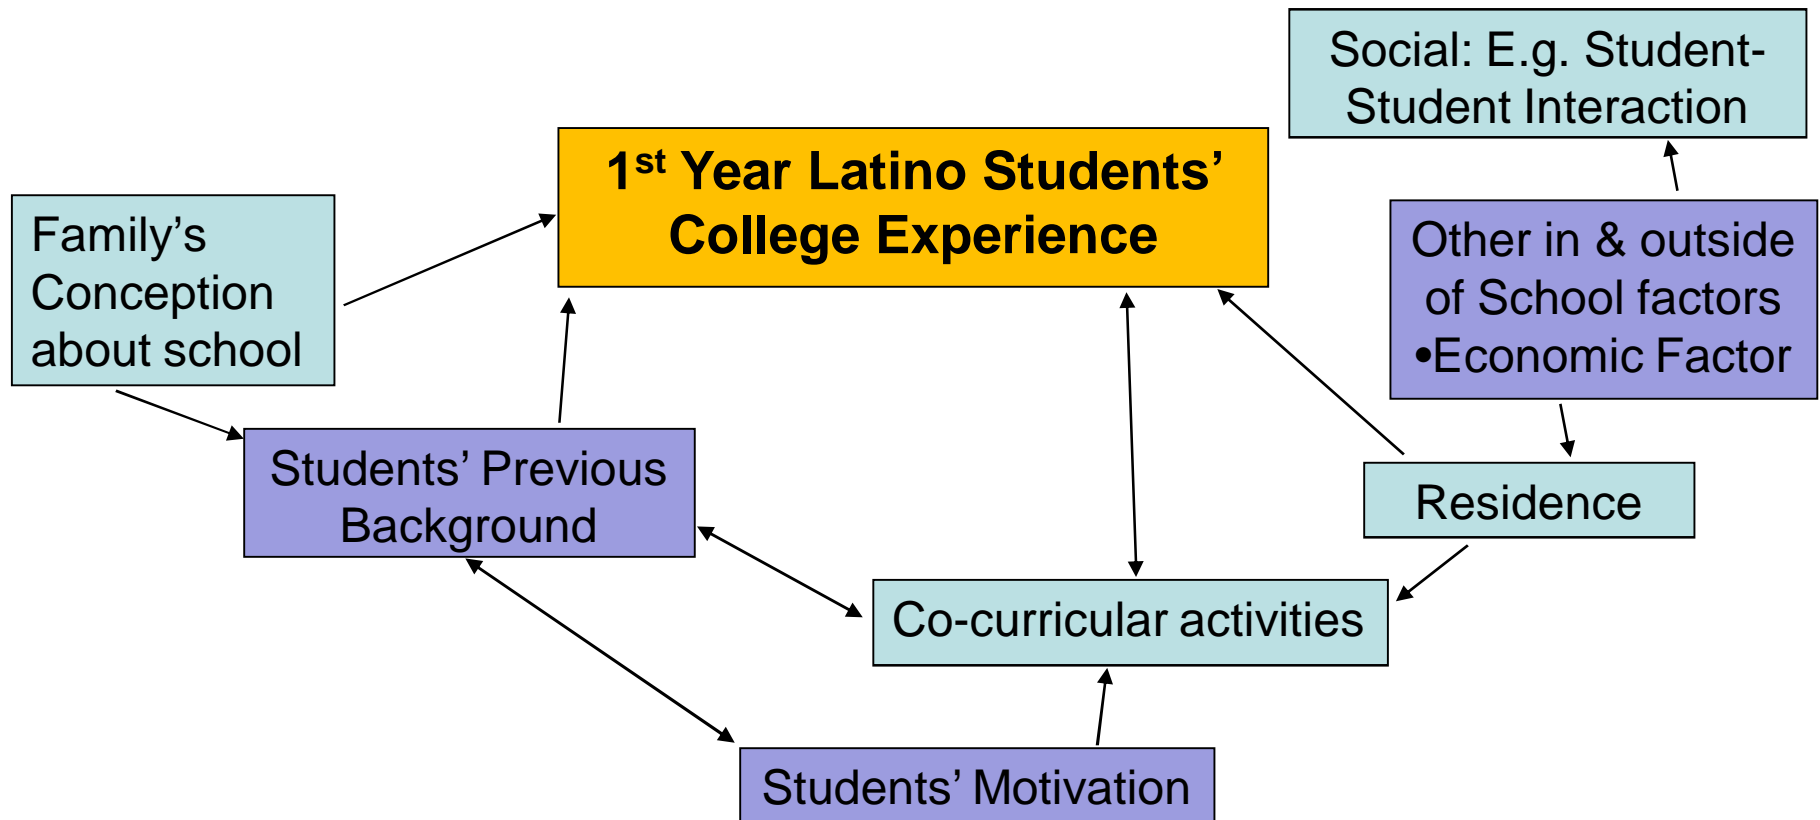 Social: E.g. Student-
Student Interaction
1st Year Latino Students’
College Experience
Family’s
Conception
about school
Other in & outside
of School factors
•Economic Factor
Students’ Previous
Background
Residence
Co-curricular activities
Students’ Motivation